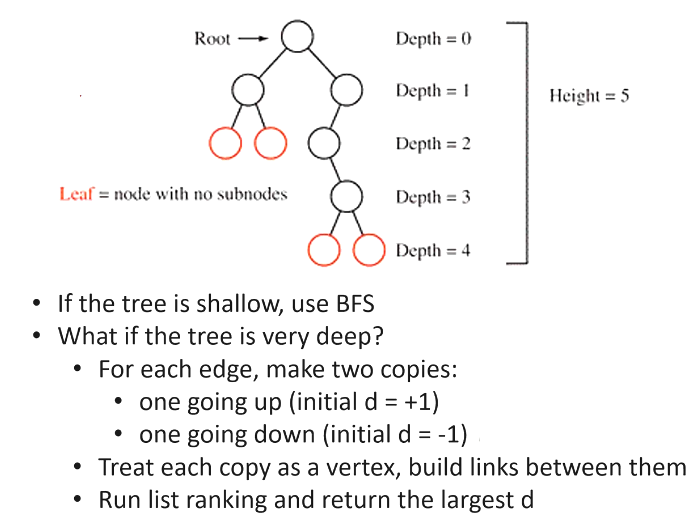 Root
Depth = 0
Depth = 1
Height = 5
Depth = 2
Leaf = node with no subnodes
Depth = 3
Depth = 4
• If the tree is shallow, use BFS
• What if the tree is very deep?
• For each edge, make two copies:
• one going up (initial d = +1)
• one going down (initial d = -1)
• Treat each copy as a vertex, build links between them
• Run list ranking and return the largest d